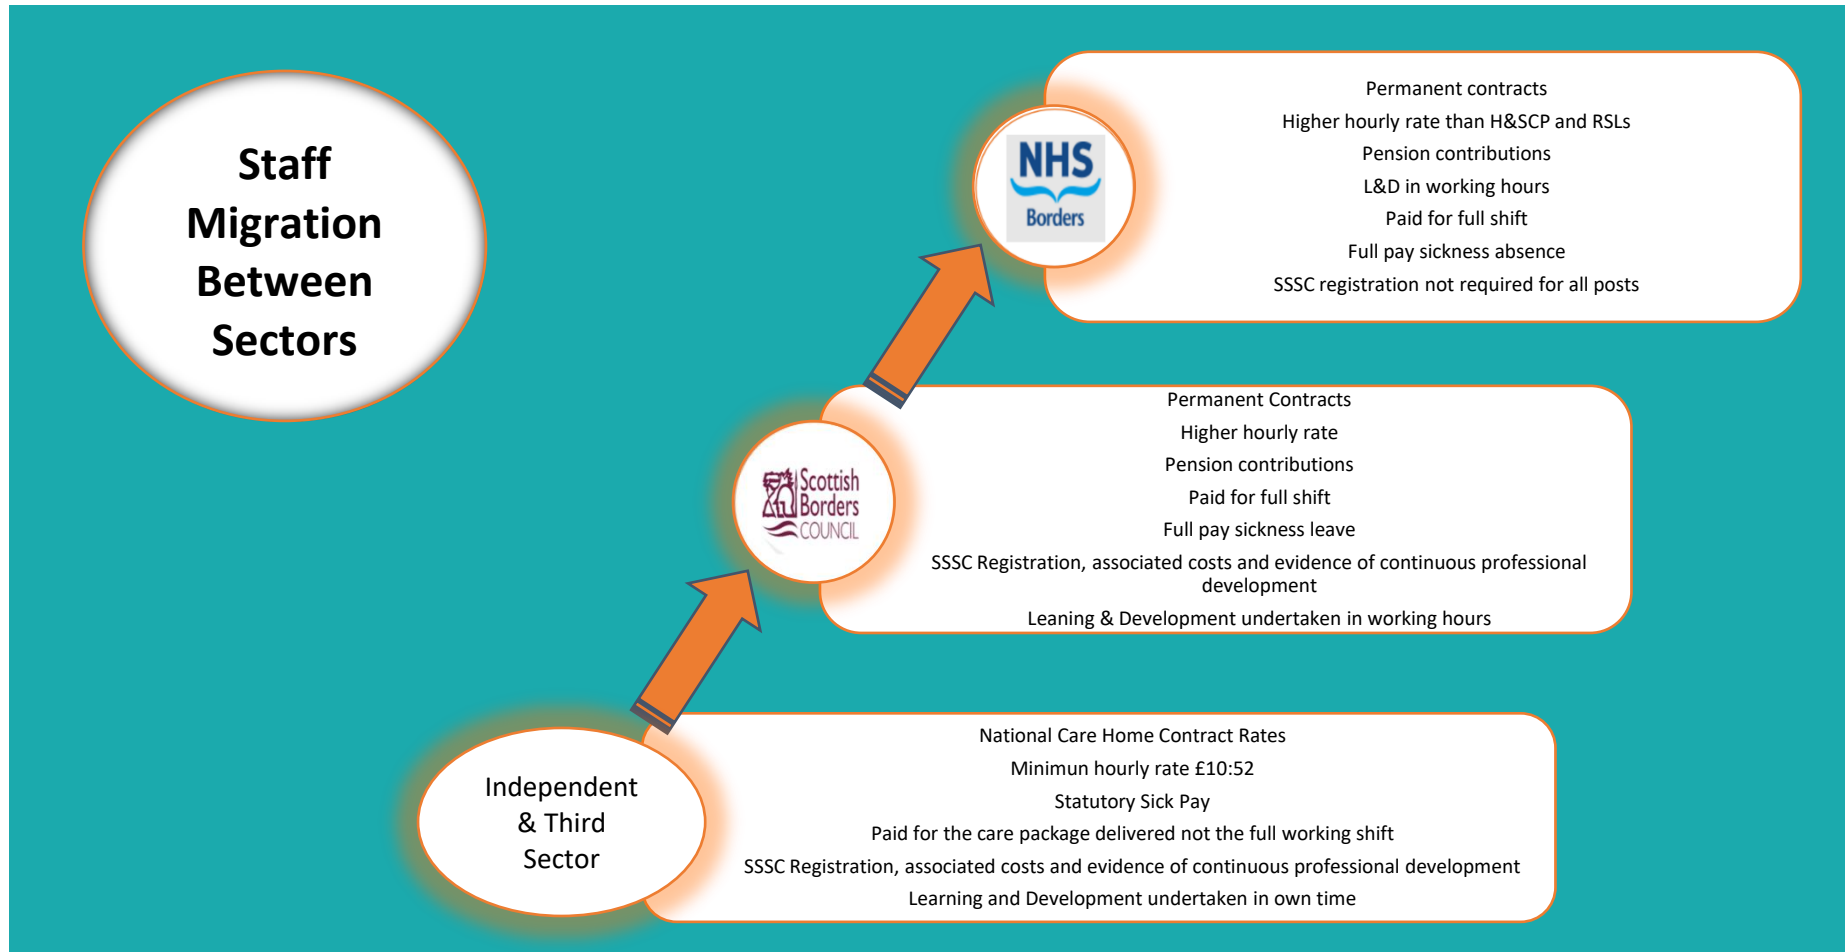 Staff
Migration
Between
Sectors
NHS
Borders
Permanent contracts
Higher hourly rate than H&SCP and RSLs
Pension contributions
L&D in working hours
Paid for full shift
Full pay sickness absence
SSSC registration not required for all posts
Scottish
Borders
COUNCIL
Permanent Contracts
Higher hourly rate
Pension contributions
Paid for full shift
Full pay sickness leave
SSSC Registration, associated costs and evidence of continuous professional
development
Leaning & Development undertaken in working hours
Independent
& Third
Sector
National Care Home Contract Rates
Minimun hourly rate £10:52
Statutory Sick Pay
Paid for the care package delivered not the full working shift
SSSC Registration, associated costs and evidence of continuous professional development
Learning and Development undertaken in own time